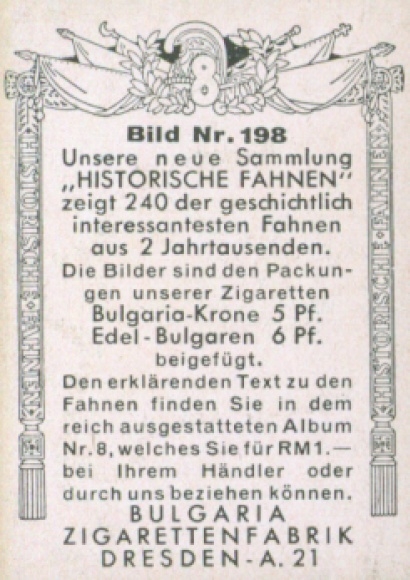 8
Bild Nr. 198
Unsere neue Sammlung
„HISTORISCHE FAHNEN"
zeigt 240 der geschichtlich
interessantesten Fahnen
aus 2 Jahrtausenden.
Die Bilder sind den Packun-
gen unserer Zigaretten
Bulgaria-Krone 5 Pf.
Edel-Bulgaren 6 Pf.
beigefügt.
Den erklärenden Text zu den
Fahnen finden Sie in dem
reich ausgestatteten Album
Nr. 8, welches Sie für RM 1.—
bei Ihrem Händler oder
durch uns beziehen können.
BULGARIA
ZIGARETTENFABRIK
DRESDEN-A. 21
HISTORISCHE FAHNEN
HISTORISCHE FAHNEN